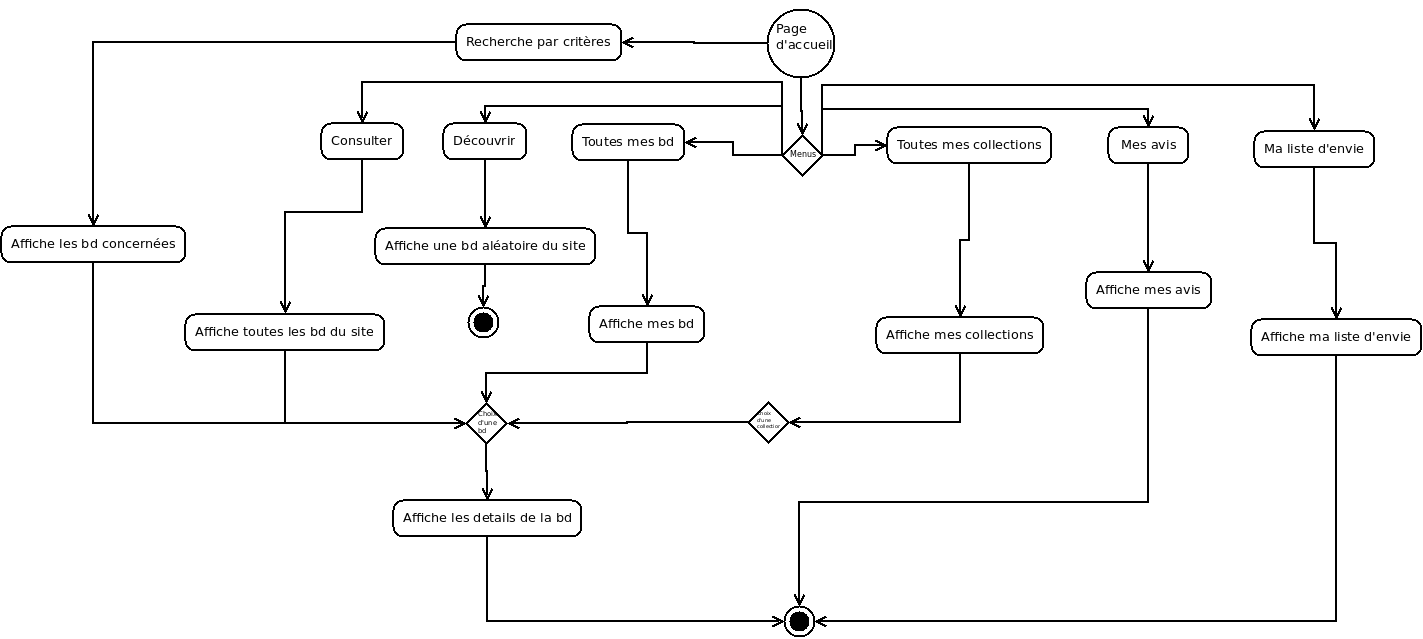 Page
d'accueil
Recherche par critères
Consulter
Découvrir
Toutes mes bd
Menus
Toutes mes collections
Mes avis
Ma liste d'envie
Affiche les bd concernées
Affiche une bd aléatoire du site
Affiche mes avis
Affiche toutes les bd du site
Affiche mes bd
Affiche mes collections
Affiche ma liste d'envie
Choix
d'une
bd
choix
d'une
collection
Affiche les details de la bd